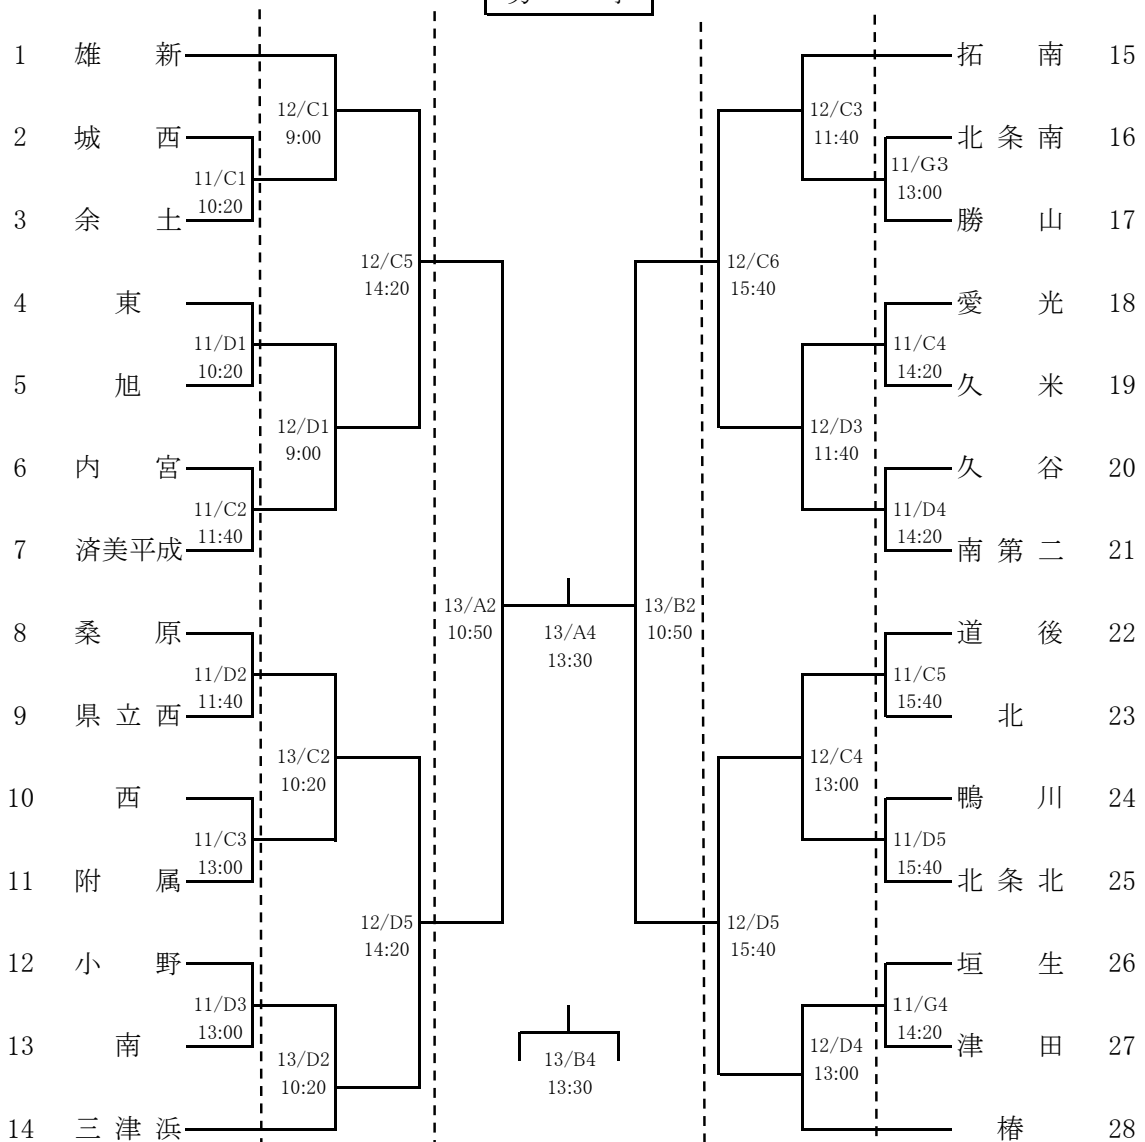 1 雄新
12/C1
9:00
2 城西
11/C1
10:20
3 余土
12/C5
14:20
4 東
11/D1
10:20
5 旭
12/D1
9:00
6 内宮
11/C2
11:40
7 済美平成
13/A2
10:50
8 桑原
11/D2
11:40
9 県立西
13/C2
10:20
10 西
11/C3
13:00
11 附属
12/D5
14:20
12 小野
11/D3
13:00
13 南
13/D2
10:20
14 三津浜
13/A4
13:30
13/B4
13:30
拓南 15
12/C3
11:40
北条南 16
11/G3
13:00
勝山 17
12/C6
15:40
愛光 18
11/C4
14:20
久米 19
12/D3
11:40
久谷 20
11/D4
14:20
南第二 21
13/B2
10:50
道後 22
11/C5
15:40
北 23
12/C4
13:00
鴨川 24
11/D5
15:40
北条北 25
12/D5
15:40
垣生 26
11/G4
14:20
津田 27
12/D4
13:00
椿 28